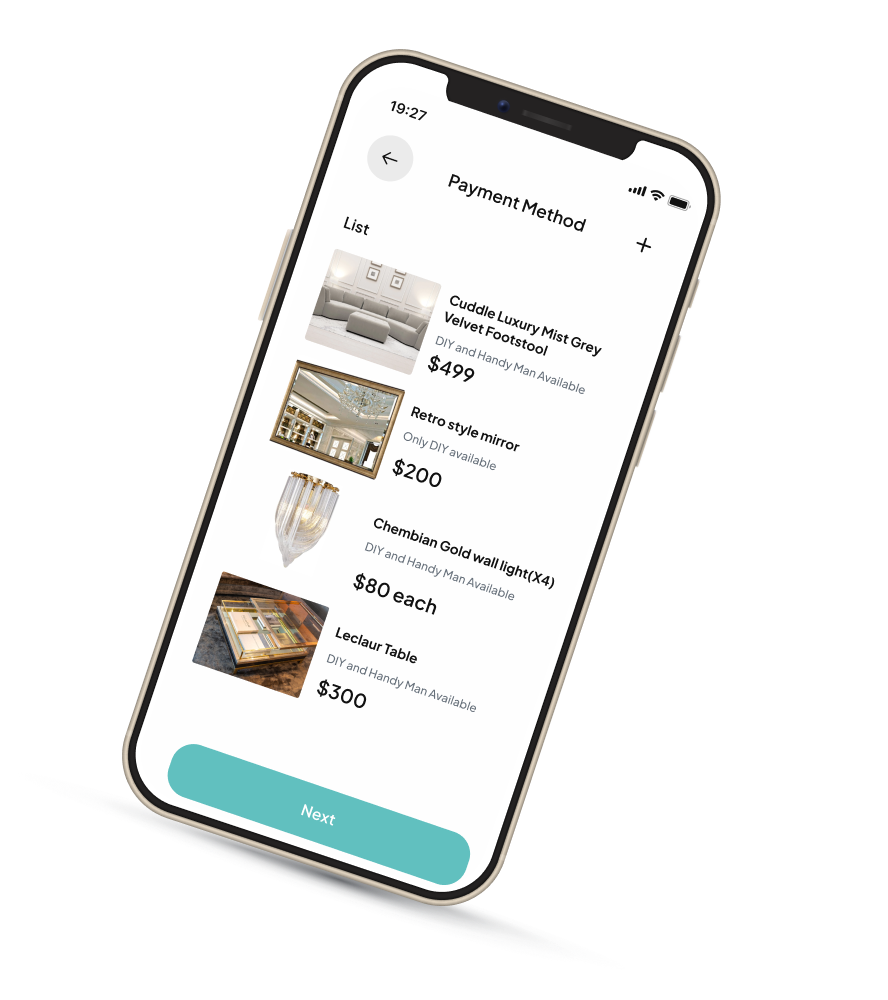 19:27
Payment Method
List
Cuddle Luxury Mist Grey
Velvet Footstool
DIY and Handy Man Available
$499
Retro style mirror
Only DIY available
$200
Chembian Gold wall light(X4)
DIY and Handy Man Available
$80 each
Leclaur Table
DIY and Handy Man Available
$300
Next